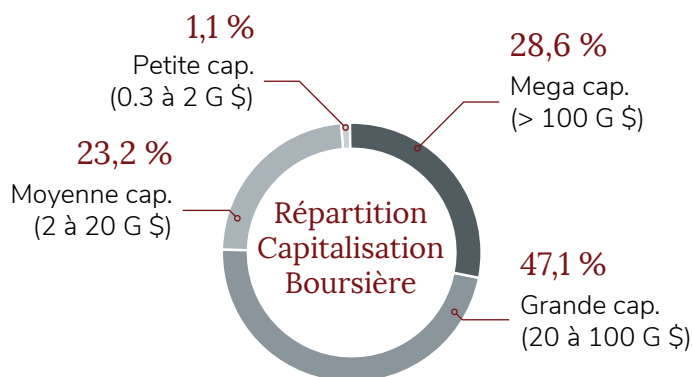 1,1 %
Petite cap.
(0.3 à 2 G $)
28,6 %
Mega cap.
(> 100 G $)
23,2 %
Moyenne cap.
(2 à 20 G $)
Répartition
Capitalisation
Boursière
47,1 %
Grande cap.
(20 à 100 G $)